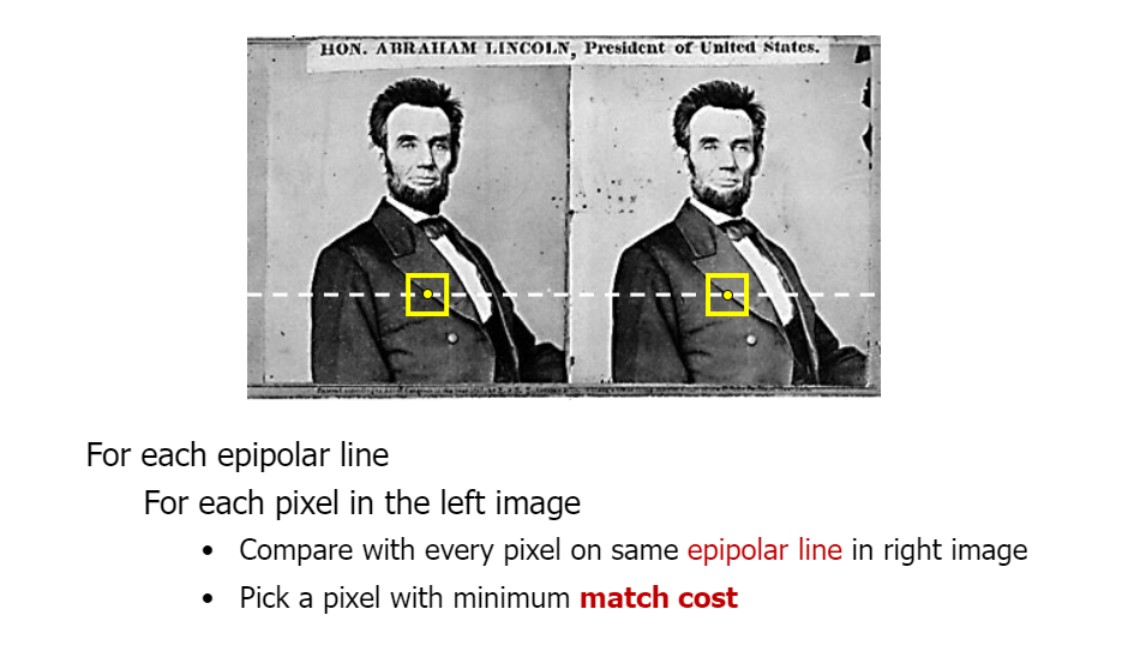 HON. ABRAHAM LINCOLN, President of United States.
For each epipolar line
For each pixel in the left image
• Compare with every pixel on same epipolar line in right image
• Pick a pixel with minimum match cost